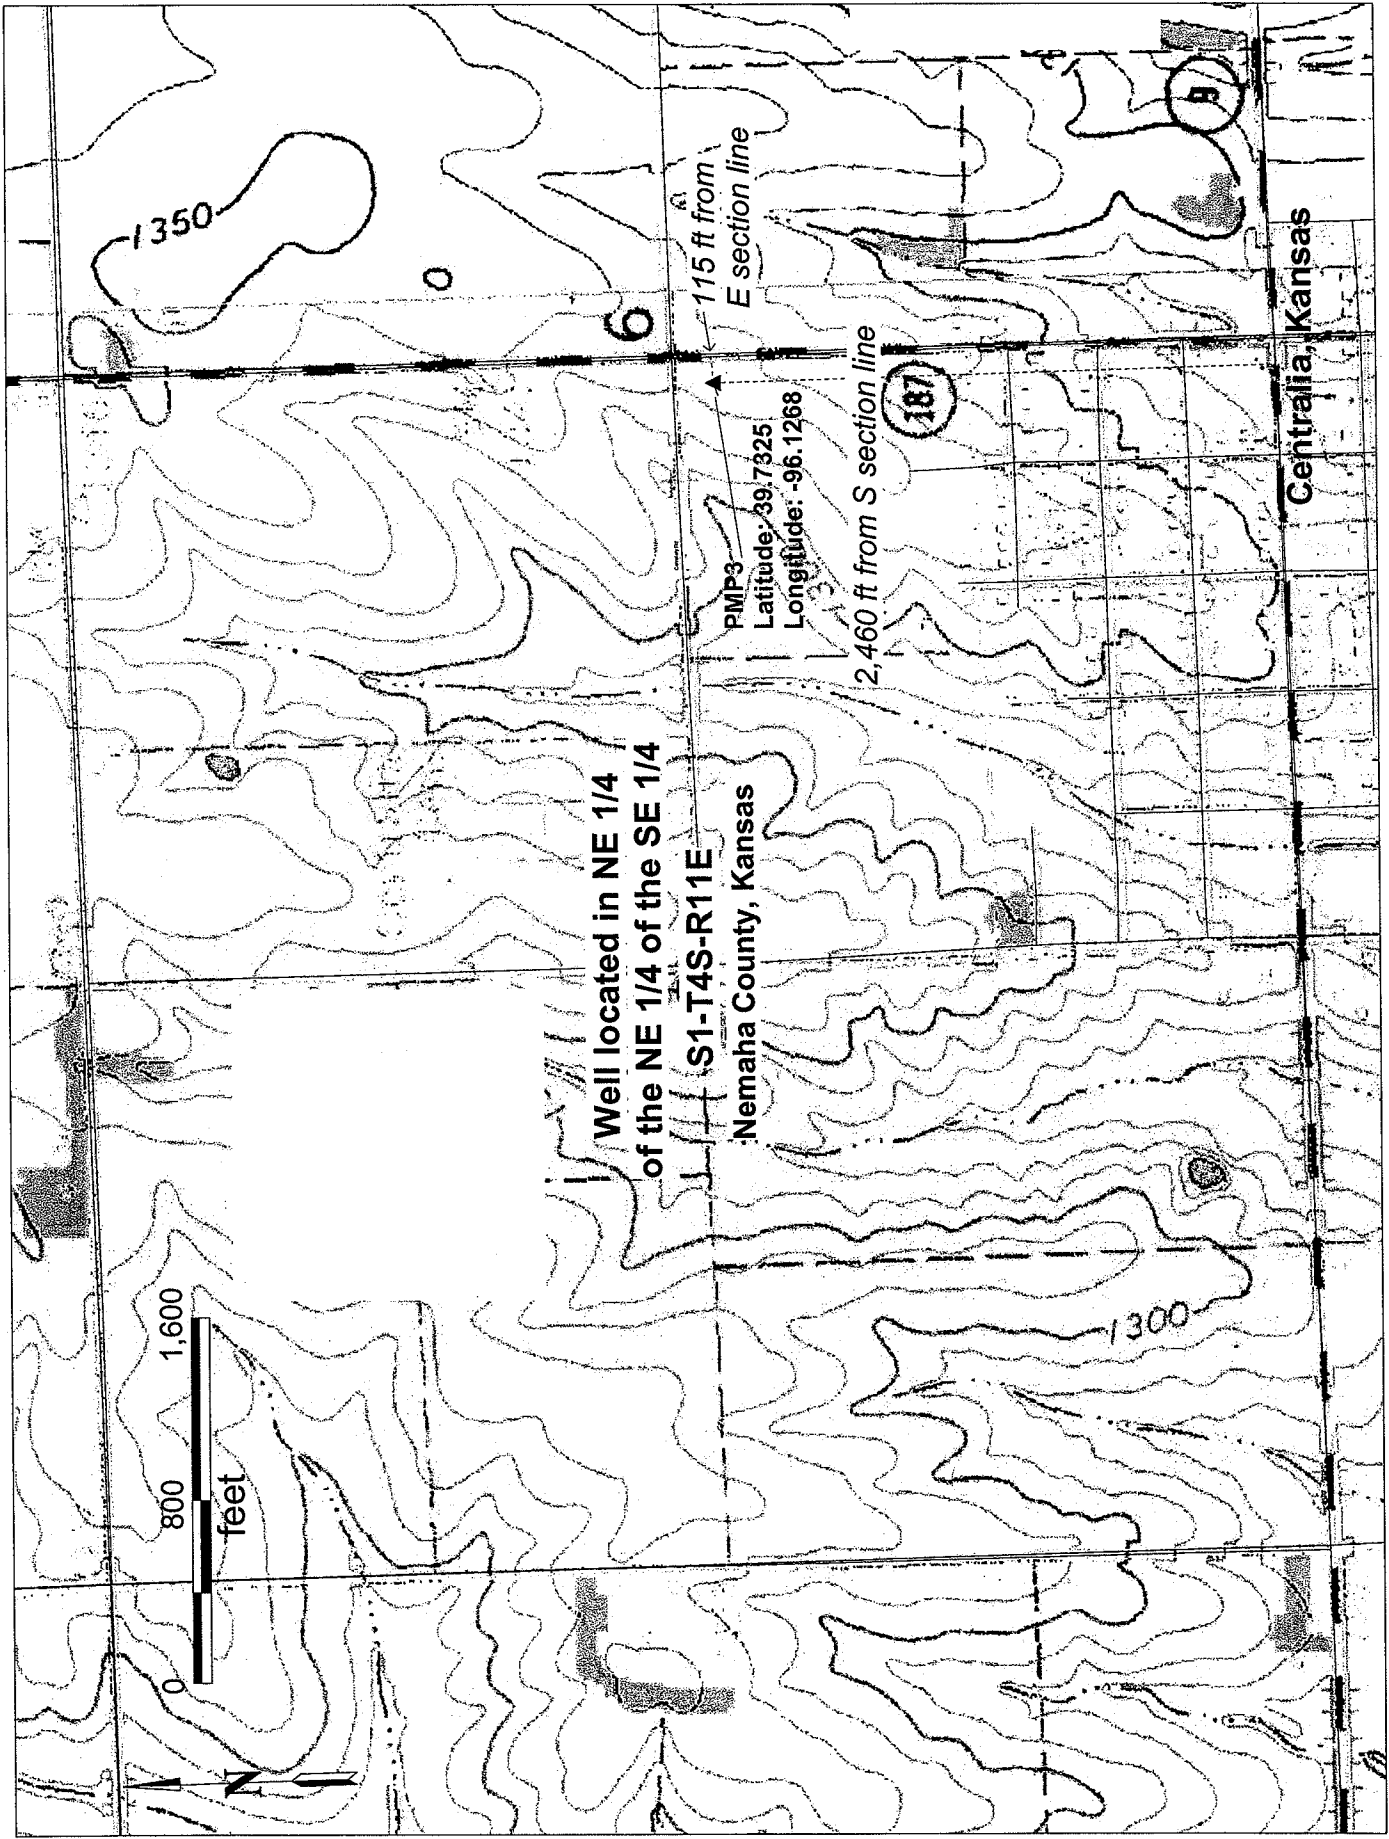 N
0 800 1,600
feet
1350
0
6
Well located in NE 1/4
of the NE 1/4 of the SE 1/4
S1-T4S-R11E
Nemaha County, Kansas
PMP3
Latitude: 39.7325
Longitude: -96.1268
115 ft from
E section line
2,460 ft from S section line
187
9
1300
Centralia, Kansas